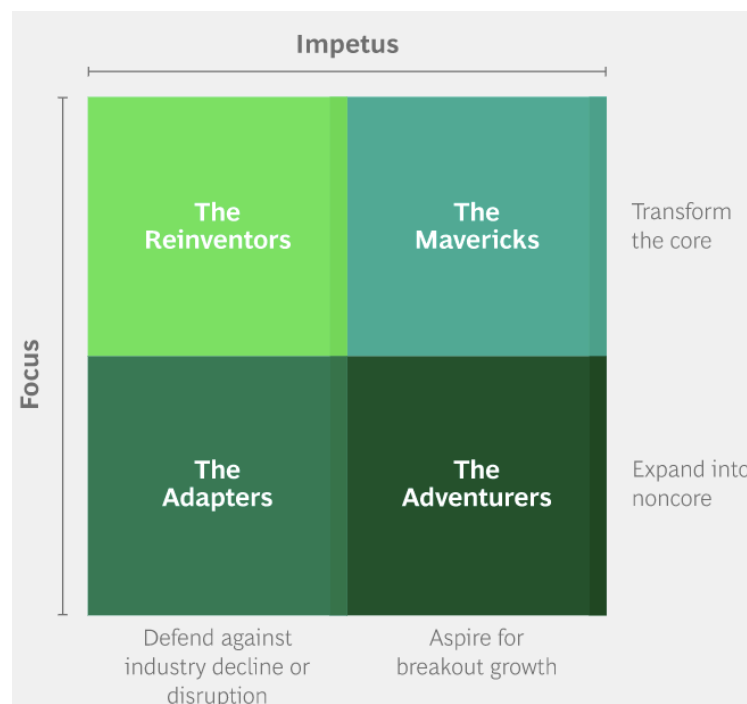 Impetus
Focus
The
Reinventors
The
Mavericks
Transform
the core
The
Adapters
The
Adventurers
Expand into
noncore
Defend against
industry decline or
disruption
Aspire for
breakout growth